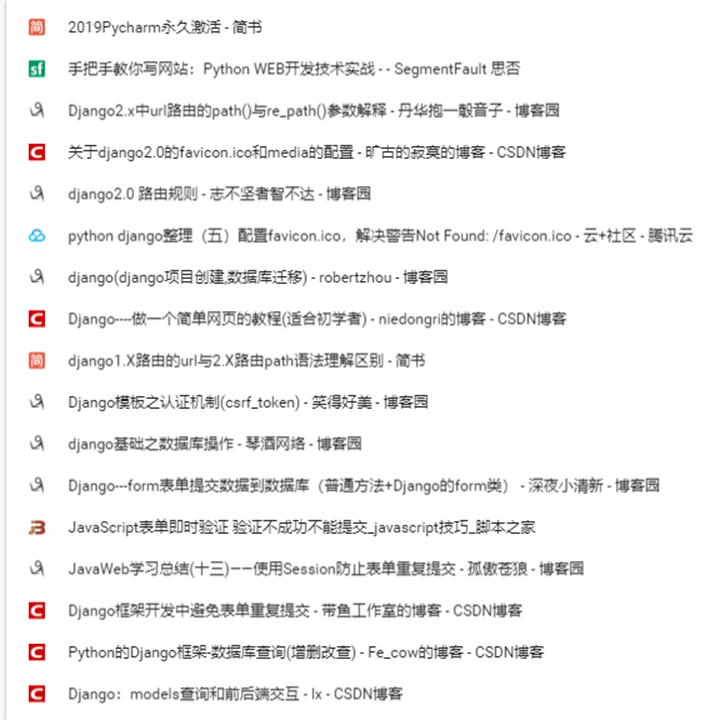 简 2019Pycharm永久激活 - 简书
sf 手把手教你写网站：Python WEB开发技术实战 - - SegmentFault 思否
Django2.x中url路由的path()与re_path()参数解释 - 丹华抱一鷇音子 - 博客园
C 关于django2.0的favicon.ico和media的配置 - 旷古的寂寞的博客 - CSDN博客
django2.0 路由规则 - 志不坚者智不达 - 博客园
python django整理（五）配置favicon.ico，解决警告Not Found: /favicon.ico - 云+社区 - 腾讯云
django(django项目创建,数据库迁移) - robertzhou - 博客园
C Django----做一个简单网页的教程(适合初学者) - niedongri的博客 - CSDN博客
简 django1.X路由的url与2.X路由path语法理解区别 - 简书
Django模板之认证机制(csrf_token) - 笑得好美 - 博客园
django基础之数据库操作 - 琴酒网络 - 博客园
Django---form表单提交数据到数据库（普通方法+Django的form类） - 深夜小清新 - 博客园
JavaScript表单即时验证 验证不成功不能提交_javascript技巧_脚本之家
JavaWeb学习总结(十三)——使用Session防止表单重复提交 - 孤傲苍狼 - 博客园
C Django框架开发中避免表单重复提交 - 带鱼工作室的博客 - CSDN博客
C Python的Django框架-数据库查询(增删改查) - Fe_cow的博客 - CSDN博客
C Django：models查询和前后端交互 - lx - CSDN博客